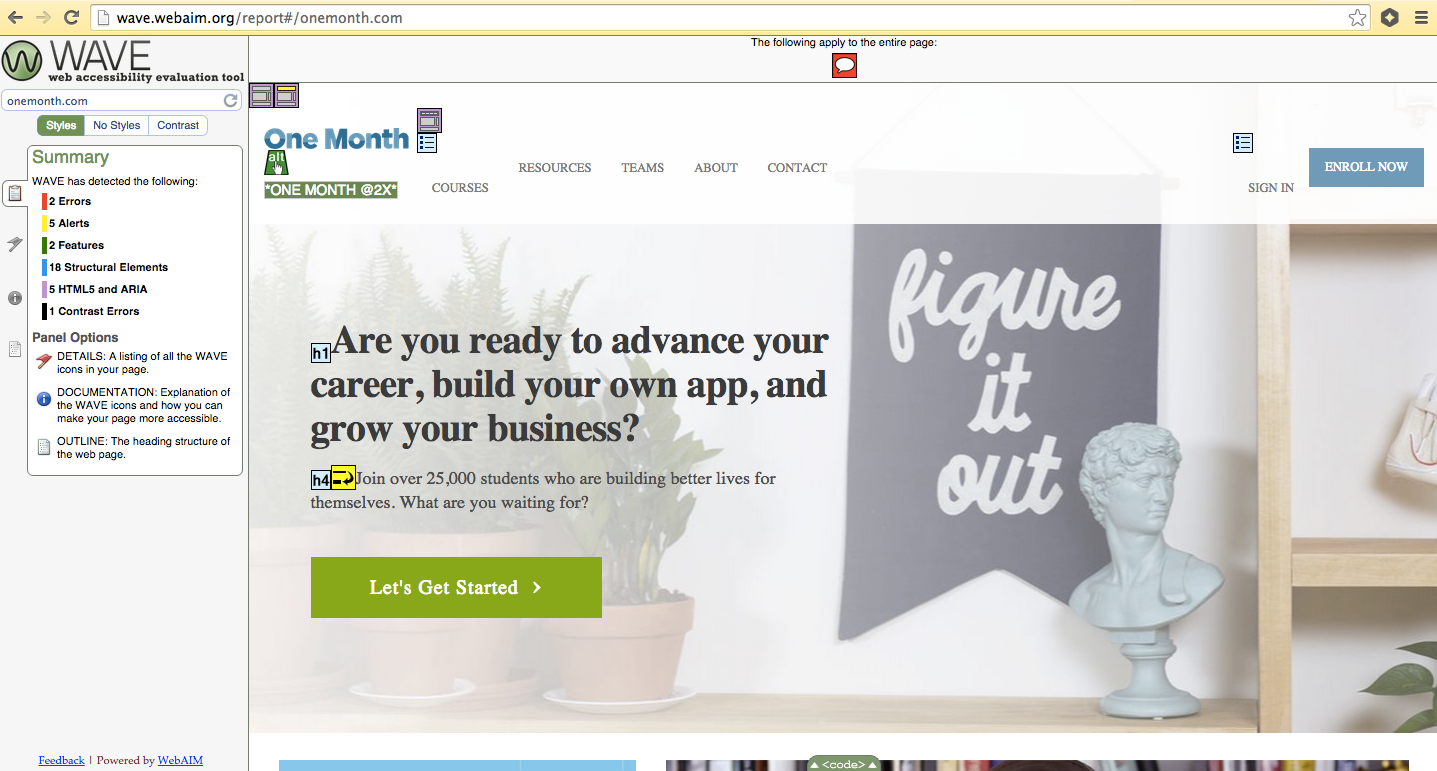 wave.webaim.org/report#/onemonth.com
WAVE
web accessibility evaluation tool
onemonth.com
Styles
No Styles
Contrast
Summary
WAVE has detected the following:
2 Errors
5 Alerts
2 Features
18 Structural Elements
5 HTML5 and ARIA
1 Contrast Errors
Panel Options
DETAILS: A listing of all the WAVE
icons in your page.
DOCUMENTATION: Explanation of
the WAVE icons and how you can
make your page more accessible.
OUTLINE: The heading structure of
the web page.
Feedback | Powered by WebAIM
The following apply to the entire page:
One Month
alt
*ONE MONTH @2X*
COURSES
RESOURCES
TEAMS
ABOUT
CONTACT
SIGN IN
ENROLL NOW
h1 Are you ready to advance your
career, build your own app, and
grow your business?
h4 Join over 25,000 students who are building better lives for
themselves. What are you waiting for?
Let's Get Started
figure
it
out
<code>